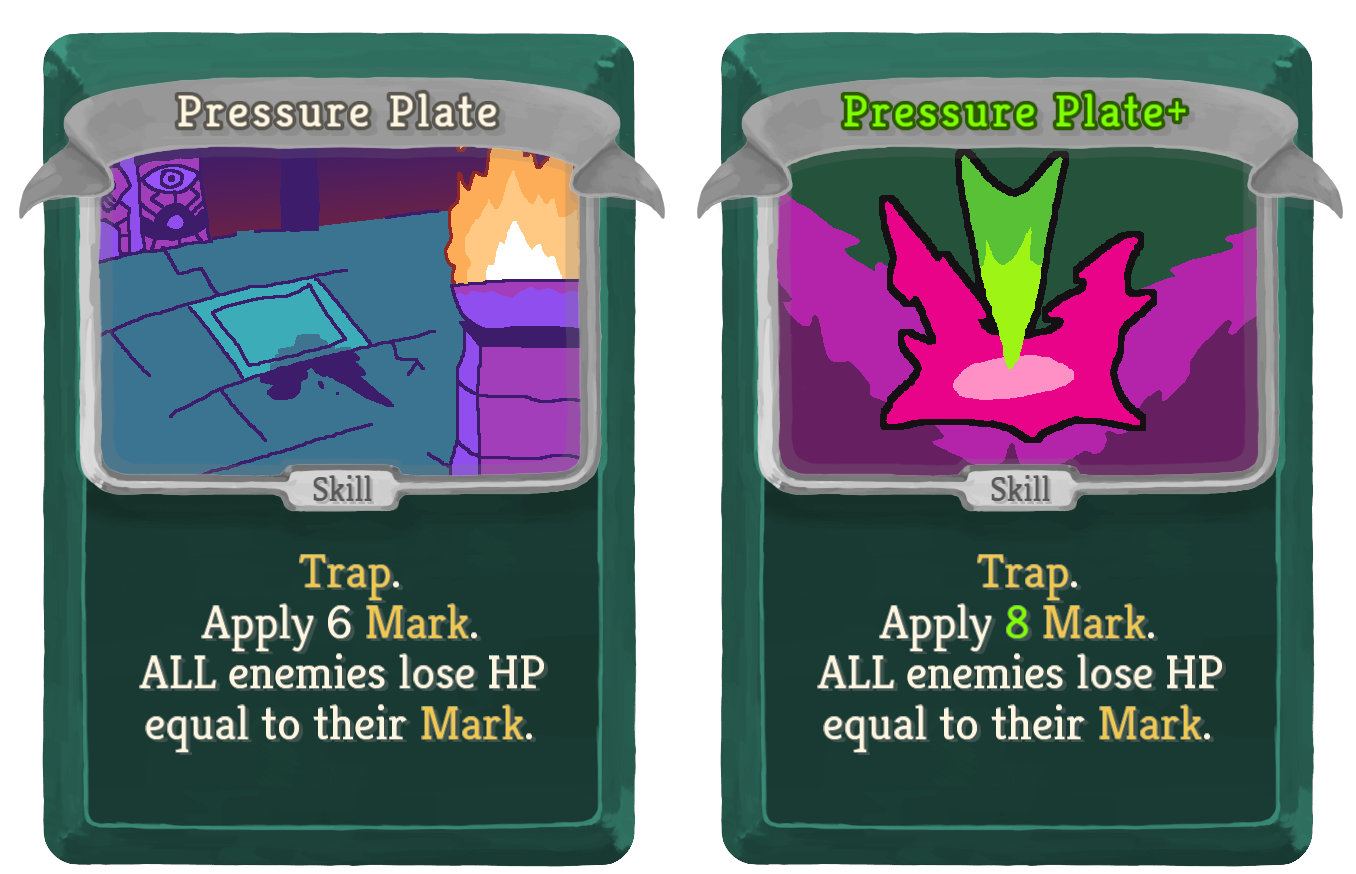 Pressure Plate
Skill
Trap.
Apply 6 Mark.
ALL enemies lose HP
equal to their Mark.
Pressure Plate+
Skill
Trap.
Apply 8 Mark.
ALL enemies lose HP
equal to their Mark.